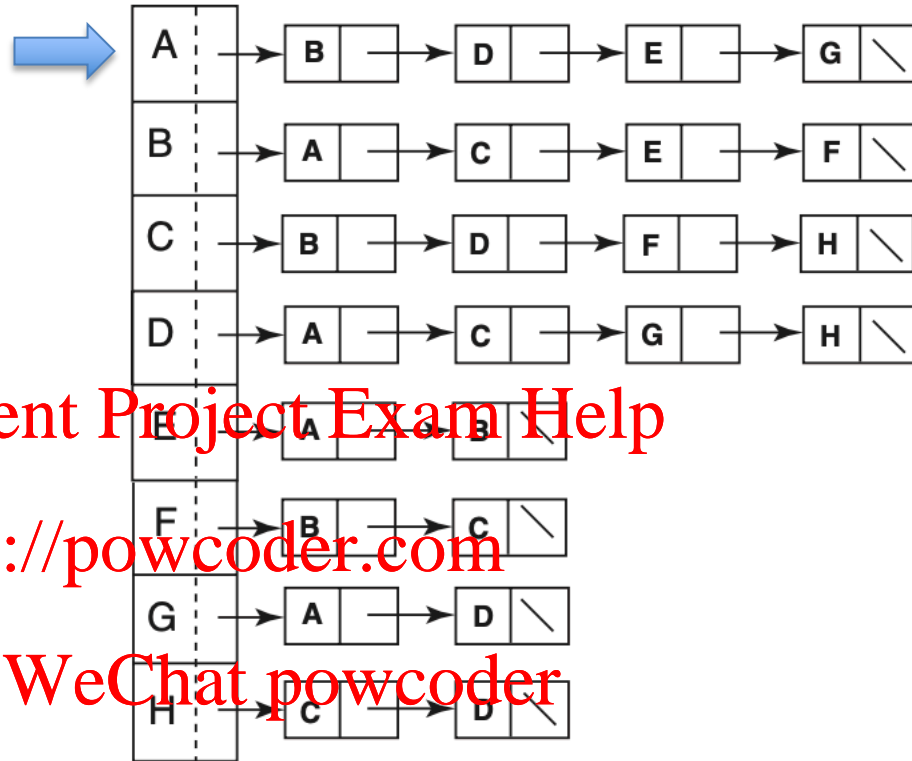 A B D E G
B A C E F
C B D F H
D A C G H
ent Project Exam Help
E A B
F B C
://powcoder.com
G A D
WeChat powcoder
H C D